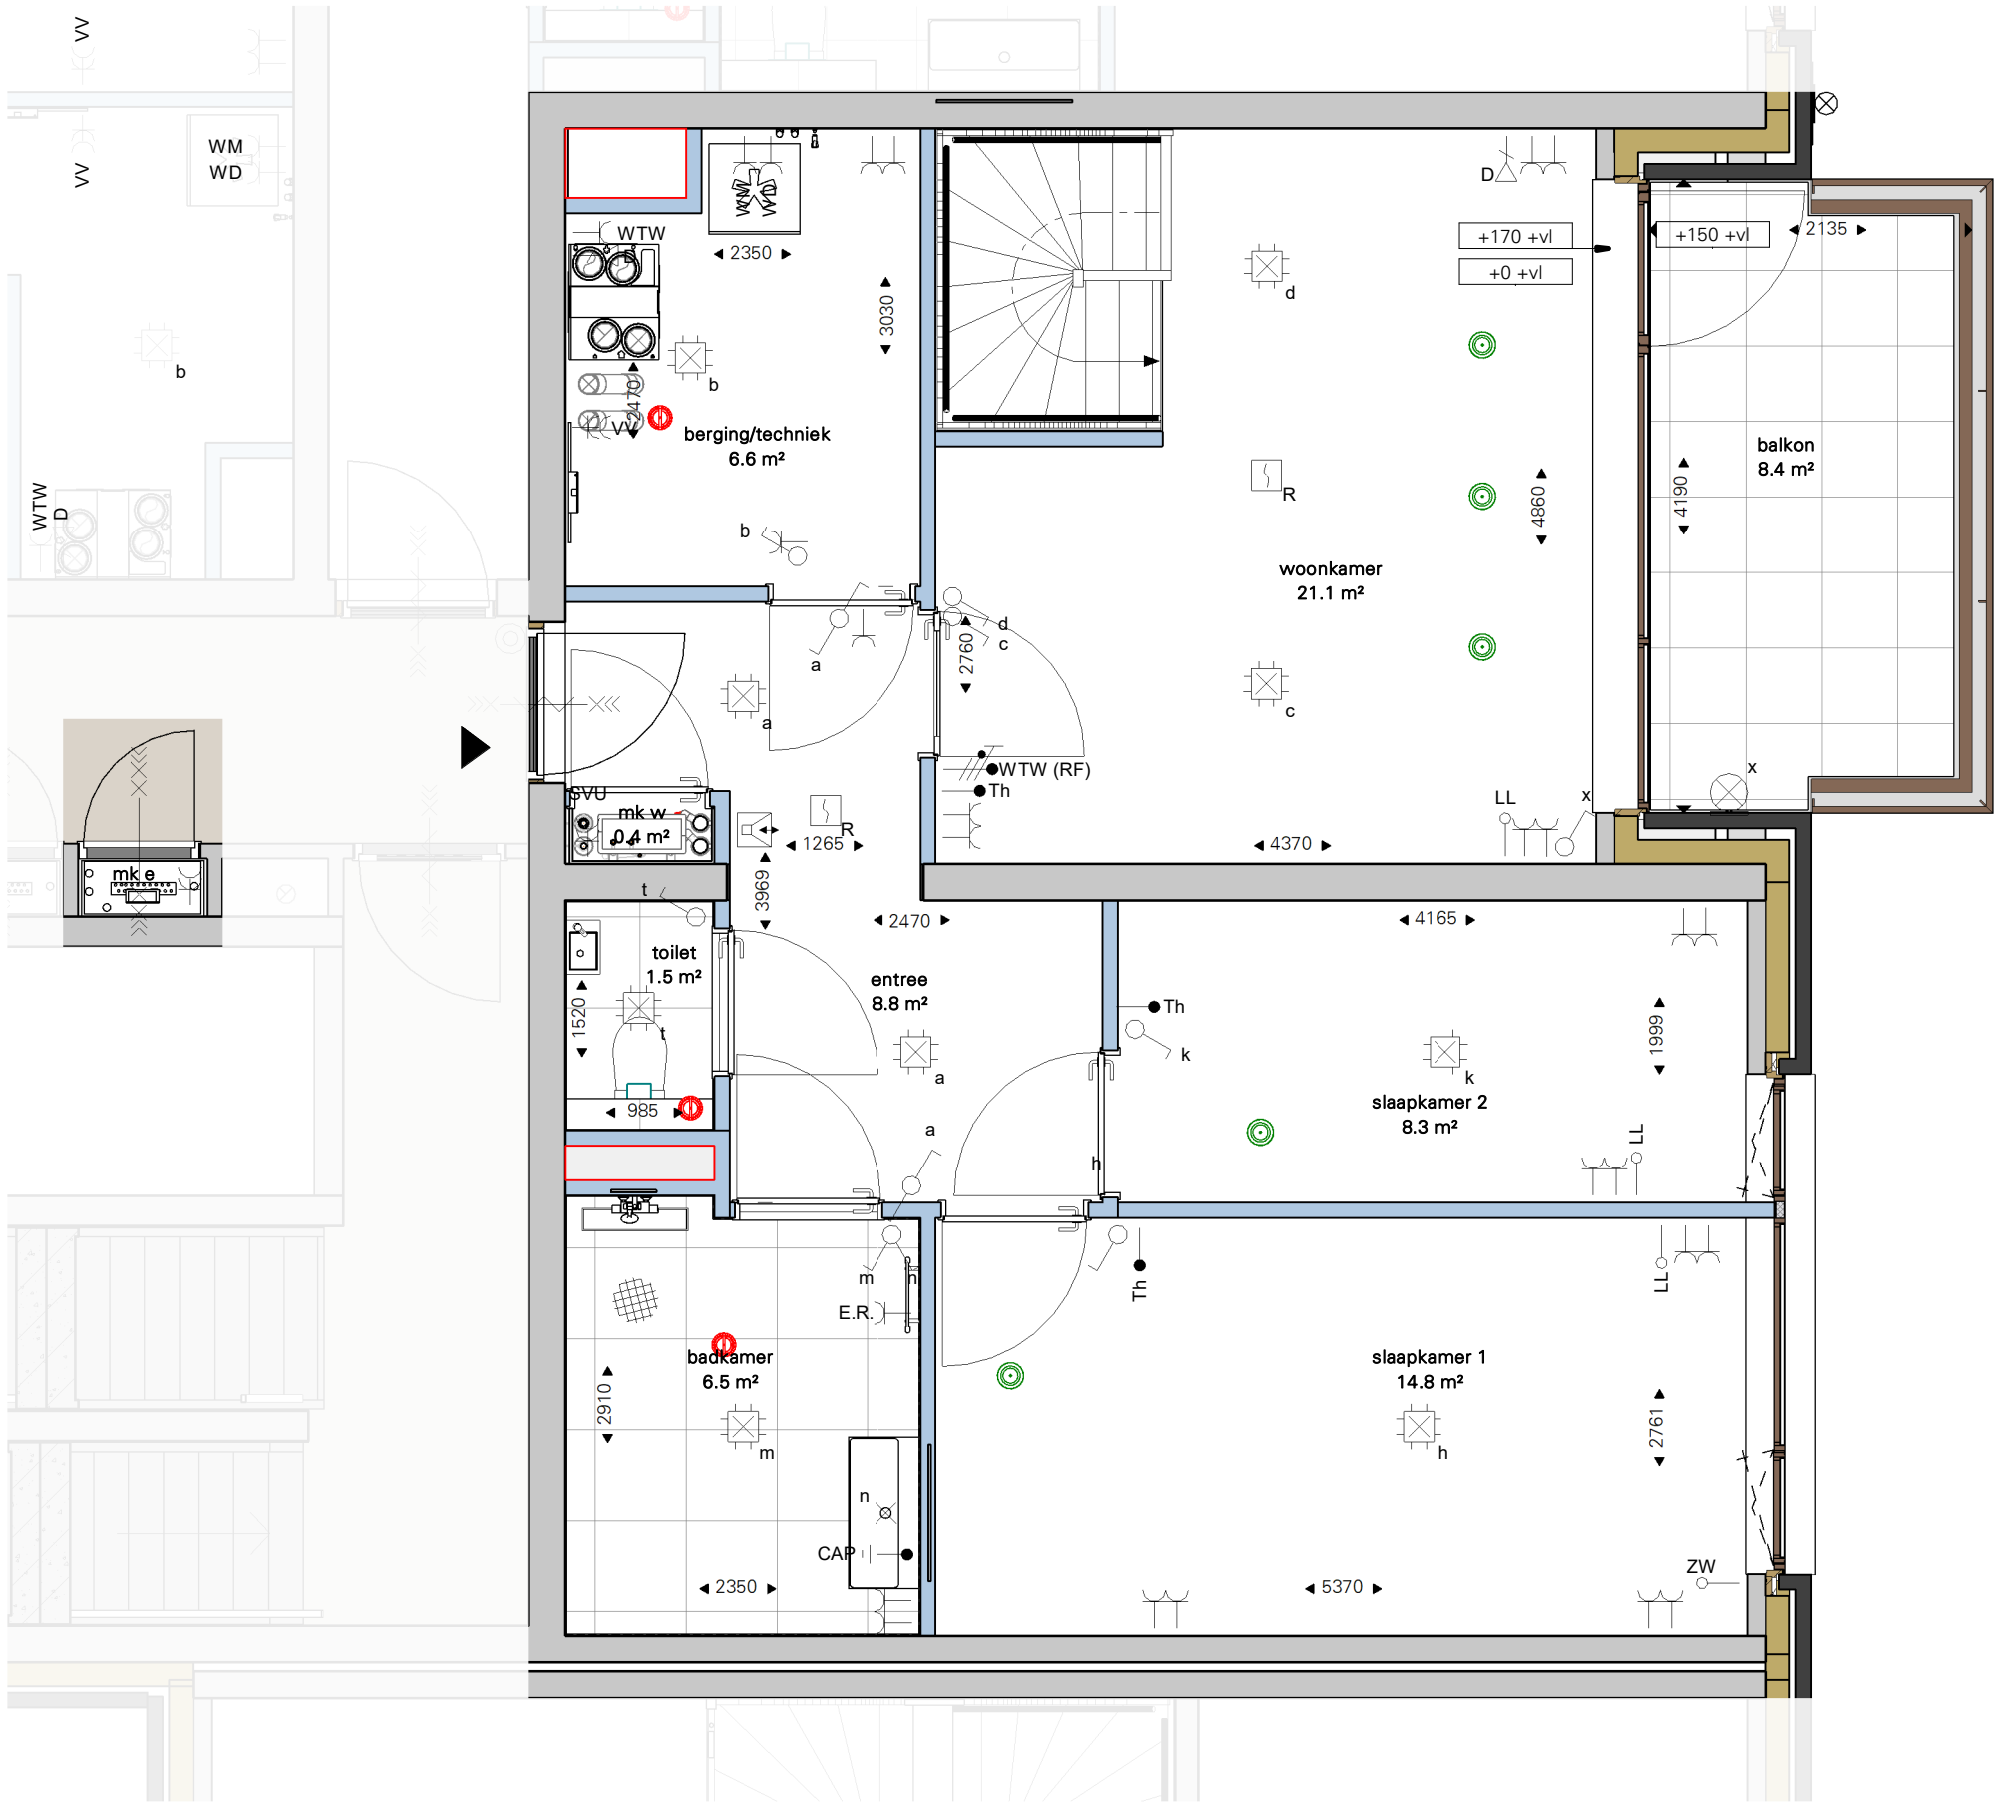 VV
VV
WM
WD
b
WTW
D
mk e
WTW
2350
3030
b
2470
VV
berging/techniek
6.6 m²
b
a
a
SVU
mk w
0.4 m²
R
1265
3969
D
+170 +vl
+0 +vl
+150 +vl
2135
d
R
4860
4190
balkon
8.4 m²
woonkamer
21.1 m²
d
c
2760
c
WTW (RF)
Th
LL
x
x
4370
t
toilet
1.5 m²
1520
t
985
2470
entree
8.8 m²
a
a
h
4165
Th
k
1999
k
slaapkamer 2
8.3 m²
LL
m
n
E.R.
badkamer
6.5 m²
2910
m
n
CAP
2350
Th
LL
slaapkamer 1
14.8 m²
2761
h
ZW
5370